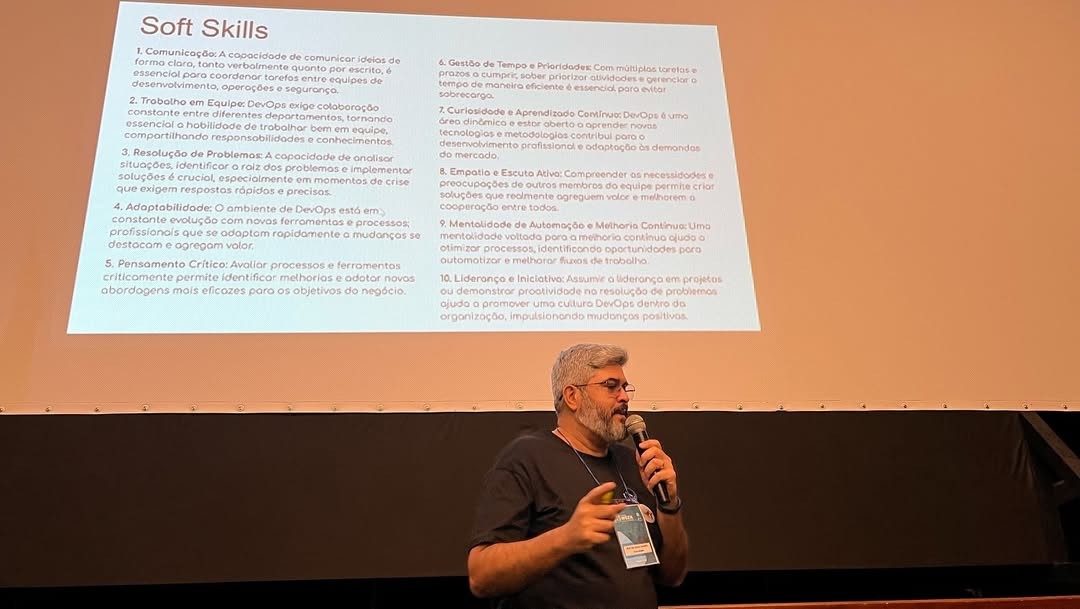 Soft Skills
1. Comunicação: A capacidade de comunicar ideias de
forma clara, tanto verbalmente quanto por escrito, é
essencial para coordenar tarefas entre equipes de
desenvolvimento, operações e segurança.
2. Trabalho em Equipe: DevOps exige colaboração
constante entre diferentes departamentos, tornando
essencial a habilidade de trabalhar bem em equipe,
compartilhando responsabilidades e conhecimentos.
3. Resolução de Problemas: A capacidade de analisar
situações, identificar a raiz dos problemas e implementar
soluções é crucial, especialmente em momentos de crise
que exigem respostas rápidas e precisas.
4. Adaptabilidade: O ambiente de DevOps está em
constante evolução com novas ferramentas e processos;
profissionais que se adaptam rapidamente a mudanças se
destacam e agregam valor.
5. Pensamento Crítico: Avaliar processos e ferramentas
criticamente permite identificar melhorias e adotar novas
abordagens mais eficazes para os objetivos do negócio.
6. Gestão de Tempo e Prioridades: Com múltiplas tarefas e
prazos a cumprir, saber priorizar atividades e gerenciar o
tempo de maneira eficiente é essencial para evitar
sobrecarga.
7. Curiosidade e Aprendizado Contínuo: DevOps é uma
área dinâmica e estar aberto a aprender novas
tecnologias e metodologias contribui para o
desenvolvimento profissional e adaptação às demandas
do mercado.
8. Empatia e Escuta Ativa: Compreender as necessidades e
preocupações de outros membros da equipe permite criar
soluções que realmente agreguem valor e melhorem a
cooperação entre todos.
9. Mentalidade de Automação e Melhoria Contínua: Uma
mentalidade voltada para a melhoria contínua ajuda a
otimizar processos, identificando oportunidades para
automatizar e melhorar fluxos de trabalho.
10. Liderança e Iniciativa: Assumir a liderança em projetos
ou demonstrar proatividade na resolução de problemas
ajuda a promover uma cultura DevOps dentro da
organização, impulsionando mudanças positivas.